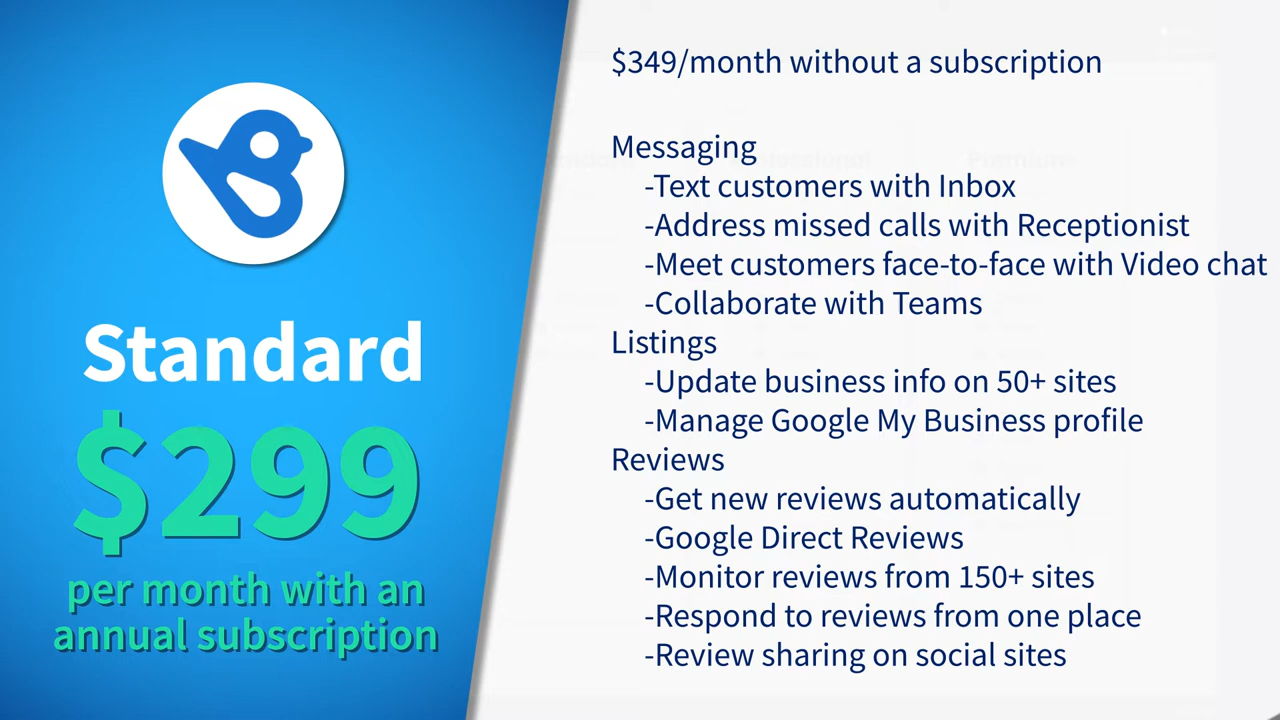 Standard
$299
per month with an
annual subscription
$349/month without a subscription
Messaging
-Text customers with Inbox
-Address missed calls with Receptionist
-Meet customers face-to-face with Video chat
-Collaborate with Teams
Listings
-Update business info on 50+ sites
-Manage Google My Business profile
Reviews
-Get new reviews automatically
-Google Direct Reviews
-Monitor reviews from 150+ sites
-Respond to reviews from one place
-Review sharing on social sites